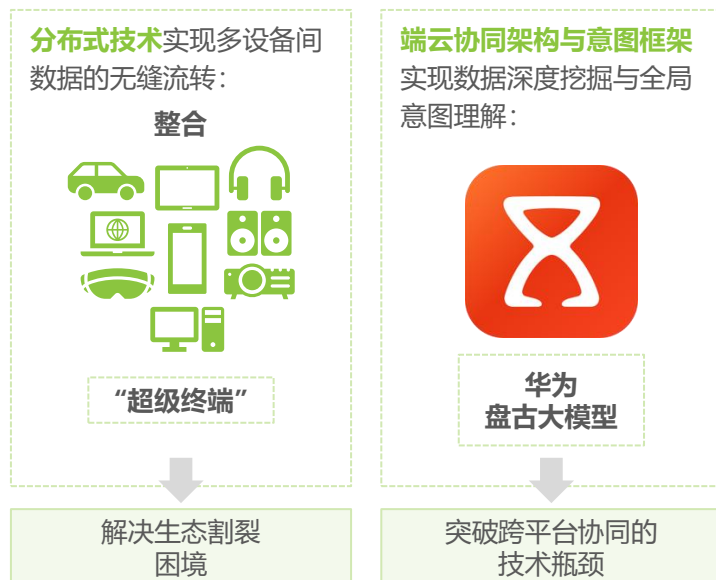 分布式技术实现多设备间
数据的无缝流转：
整合
“超级终端”
解决生态割裂
困境
端云协同架构与意图框架
实现数据深度挖掘与全局
意图理解：
华为
盘古大模型
突破跨平台协同的
技术瓶颈